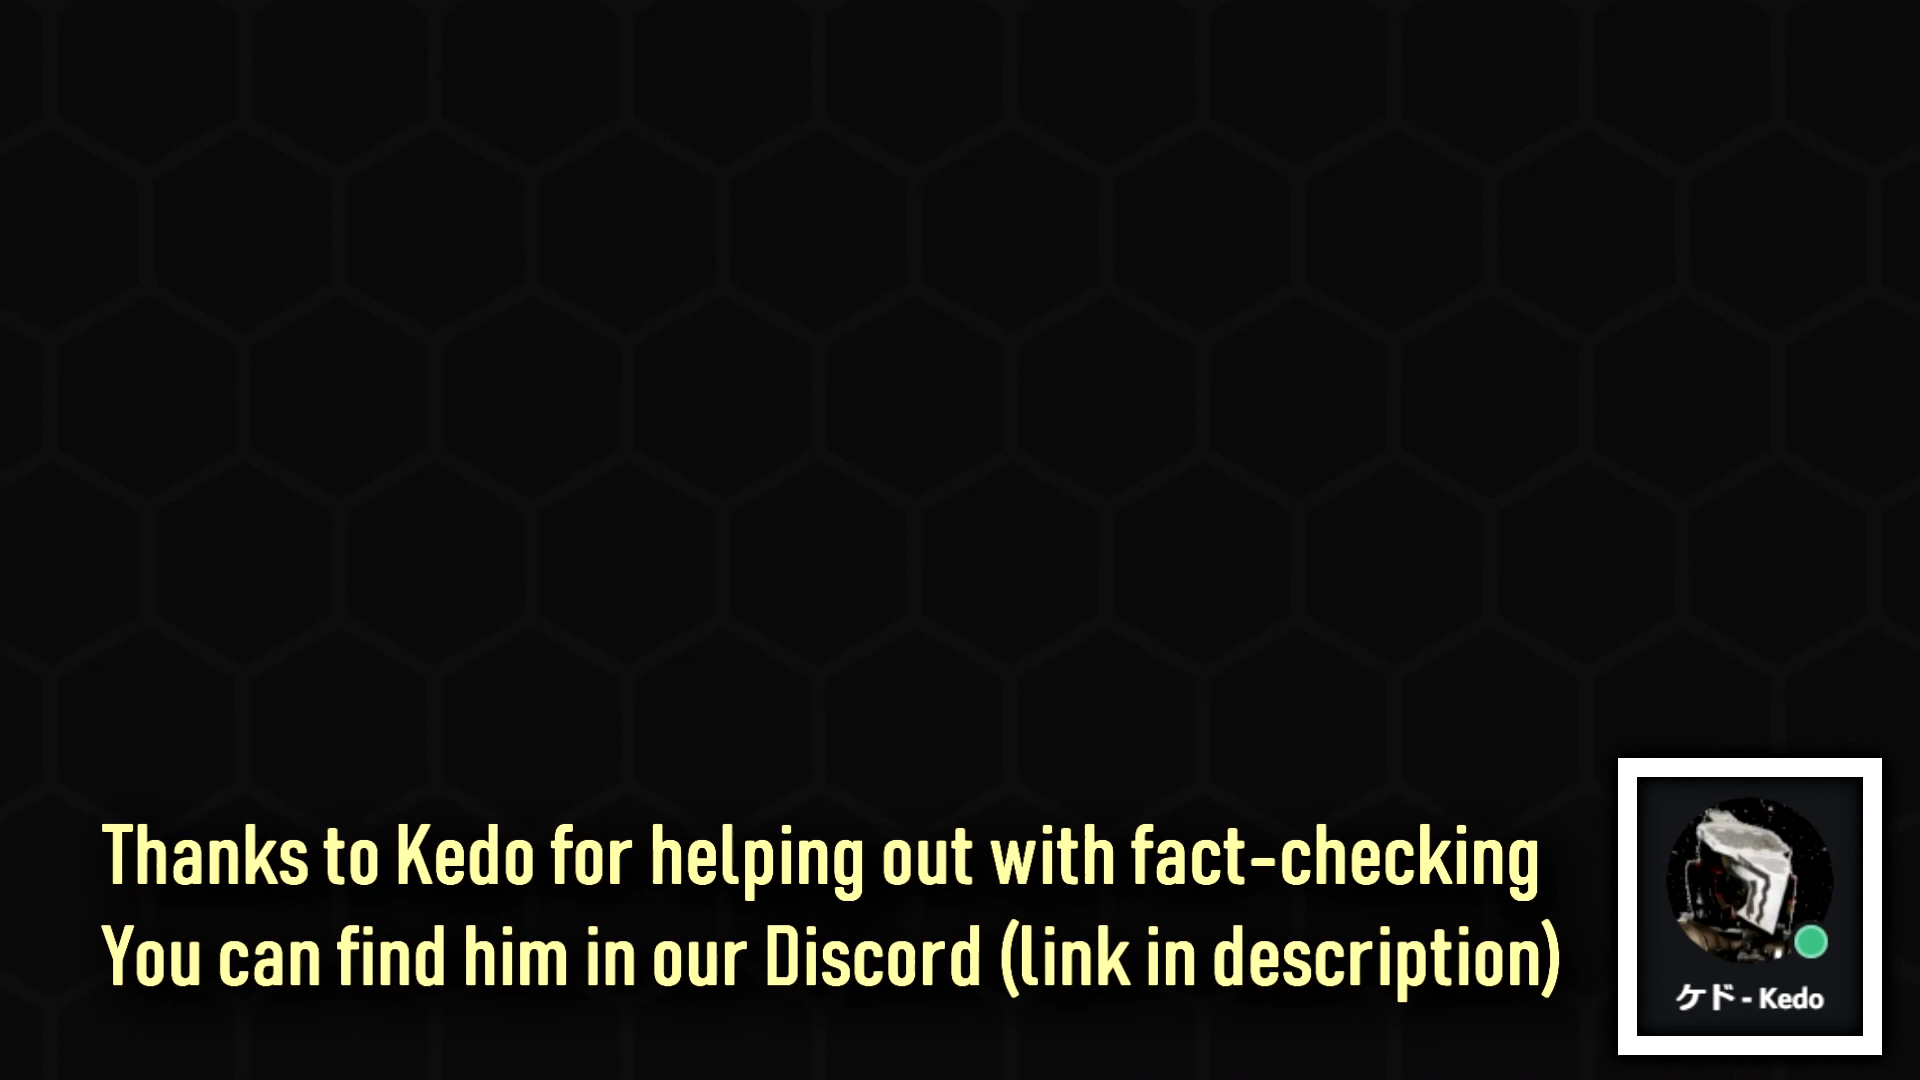 Thanks to Kedo for helping out with fact-checking
You can find him in our Discord (link in description)
ケド - Kedo